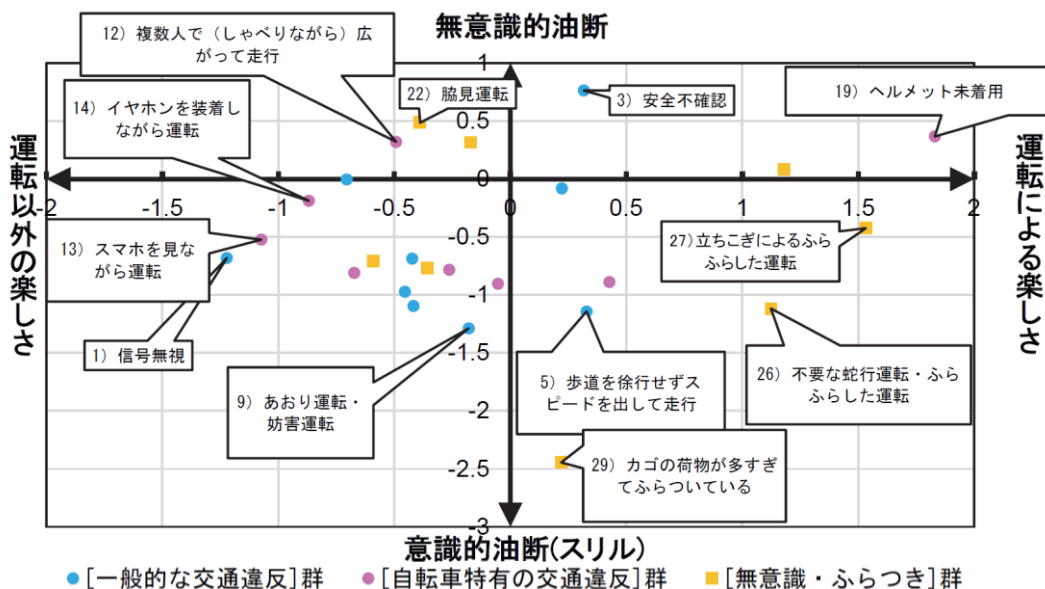 無意識的油断
12）複数人で（しゃべりながら）広
がって走行
14）イヤホンを装着し
ながら運転
22）脇見運転
3）安全不確認
19）ヘルメット未着用
運転以外の楽しさ
運転による楽しさ
1
0.5
0
-0.5
-1
-1.5
-2
-2.5
-3
-2
-1.5
-1
-0.5
0
0.5
1
1.5
2
13）スマホを見な
がら運転
1）信号無視
9）あおり運転・
妨害運転
5）歩道を徐行せずス
ピードを出して走行
27）立ちこぎによるふら
ふらした運転
26）不要な蛇行運転・ふら
ふらした運転
29）カゴの荷物が多すぎ
てふらついている
意識的油断(スリル)
[一般的な交通違反]群
[自転車特有の交通違反]群
[無意識・ふらつき]群